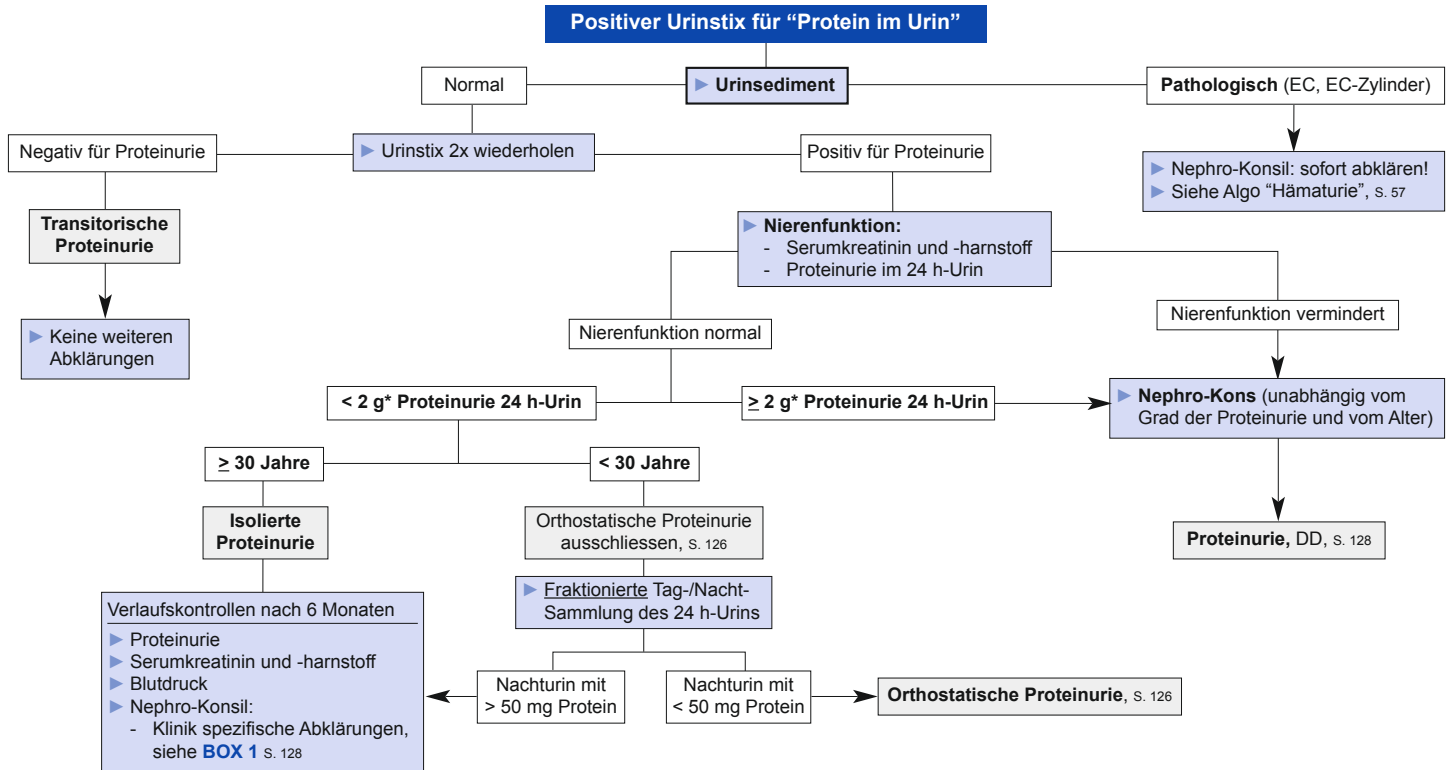 Positiver Urinstix für “Protein im Urin”
Normal
► Urinsediment
Pathologisch (EC, EC-Zylinder)
Negativ für Proteinurie
► Urinstix 2x wiederholen
Positiv für Proteinurie
► Nephro-Konsil: sofort abklären!
► Siehe Algo “Hämaturie”, S. 57
Transitorische
Proteinurie
► Nierenfunktion:
- Serumkreatinin und -harnstoff
- Proteinurie im 24 h-Urin
► Keine weiteren
Abklärungen
Nierenfunktion normal
Nierenfunktion vermindert
< 2 g* Proteinurie 24 h-Urin
≥ 2 g* Proteinurie 24 h-Urin
► Nephro-Kons (unabhängig vom
Grad der Proteinurie und vom Alter)
≥ 30 Jahre
< 30 Jahre
Isolierte
Proteinurie
Orthostatische Proteinurie
ausschliessen, S. 126
Proteinurie, DD, S. 128
► Fraktionierte Tag-/Nacht-
Sammlung des 24 h-Urins
Verlaufskontrollen nach 6 Monaten
► Proteinurie
► Serumkreatinin und -harnstoff
► Blutdruck
► Nephro-Konsil:
- Klinik spezifische Abklärungen,
siehe BOX 1 S. 128
Nachturin mit
> 50 mg Protein
Nachturin mit
< 50 mg Protein
Orthostatische Proteinurie, S. 126